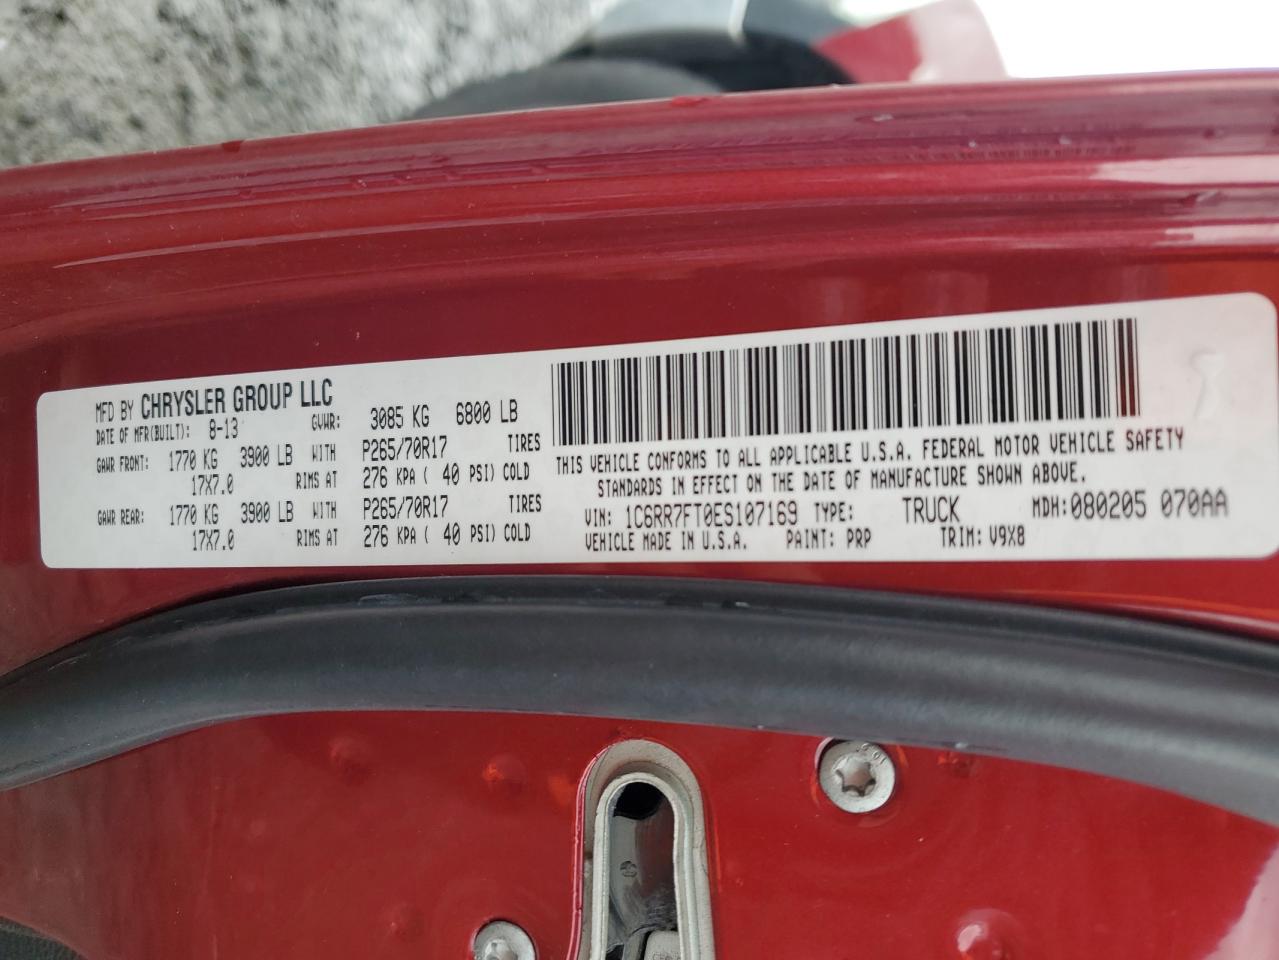 MFD BY CHRYSLER GROUP LLC
DATE OF MFR(BUILT): 8-13 GVWR: 3085 KG 6800 LB
GAWR FRONT: 1770 KG 3900 LB WITH P265/70R17 TIRES
17X7.0 RIMS AT 276 KPA ( 40 PSI) COLD
GAWR REAR: 1770 KG 3900 LB WITH P265/70R17 TIRES
17X7.0 RIMS AT 276 KPA ( 40 PSI) COLD
THIS VEHICLE CONFORMS TO ALL APPLICABLE U.S.A. FEDERAL MOTOR VEHICLE SAFETY
STANDARDS IN EFFECT ON THE DATE OF MANUFACTURE SHOWN ABOVE.
VIN: 1C6RR7FT0ES107169 TYPE: TRUCK MDH:080205 070AA
VEHICLE MADE IN U.S.A. PAINT: PRP TRIM: V9X8